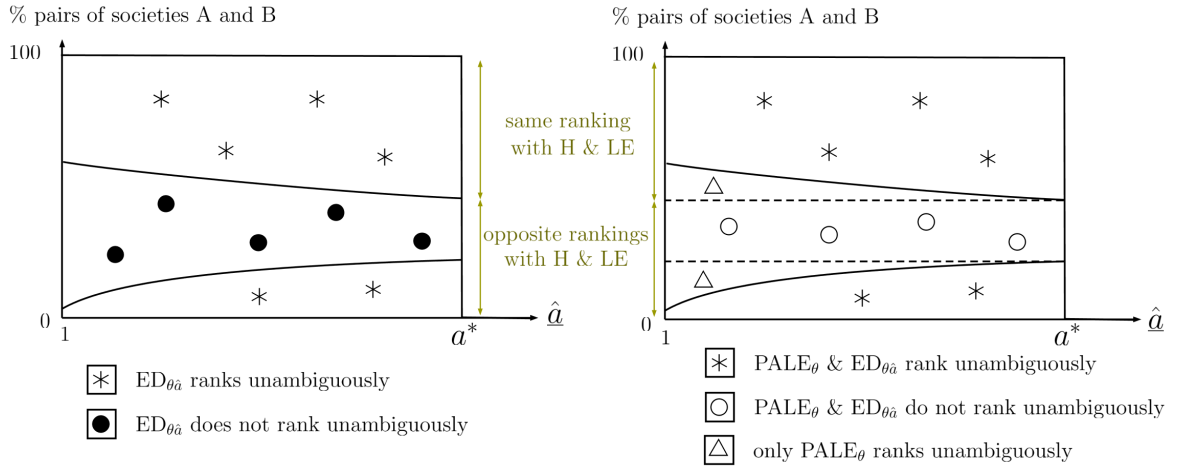 % pairs of societies A and B
100
0
1
a*
â
ED_θâ ranks unambiguously
ED_θâ does not rank unambiguously
same ranking
with H & LE
opposite rankings
with H & LE
% pairs of societies A and B
100
0
1
a*
â
PALE_θ & ED_θâ rank unambiguously
PALE_θ & ED_θâ do not rank unambiguously
only PALE_θ ranks unambiguously